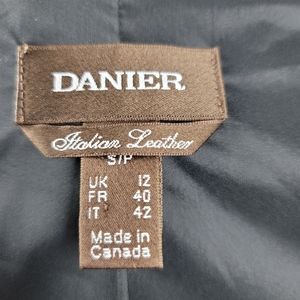 DANIER
Italian Leather
S/P
UK 12
FR 40
IT 42
Made in
Canada